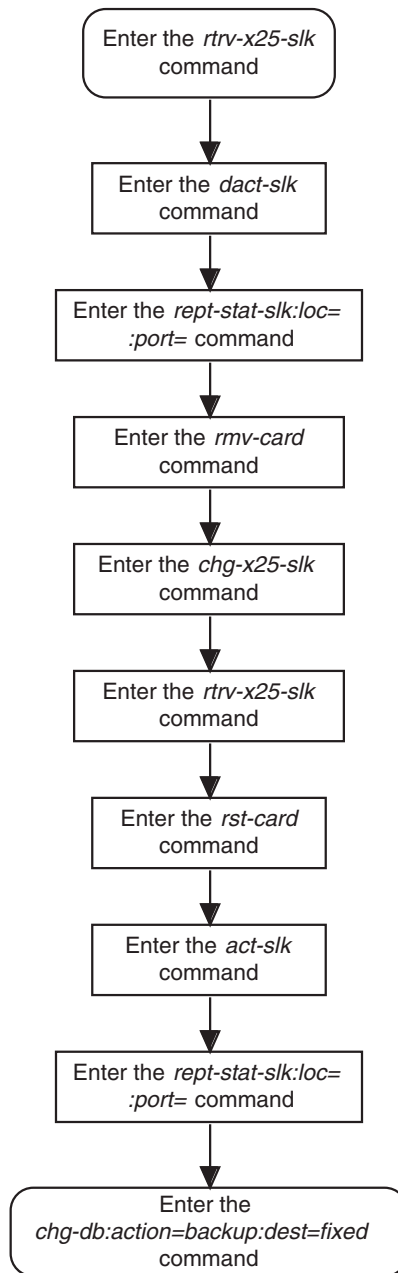 Enter the rtrv-x25-slk
command
Enter the dact-slk
command
Enter the rept-stat-slk:loc=
:port= command
Enter the rmv-card
command
Enter the chg-x25-slk
command
Enter the rtrv-x25-slk
command
Enter the rst-card
command
Enter the act-slk
command
Enter the rept-stat-slk:loc=
:port= command
Enter the
chg-db:action=backup:dest=fixed
command